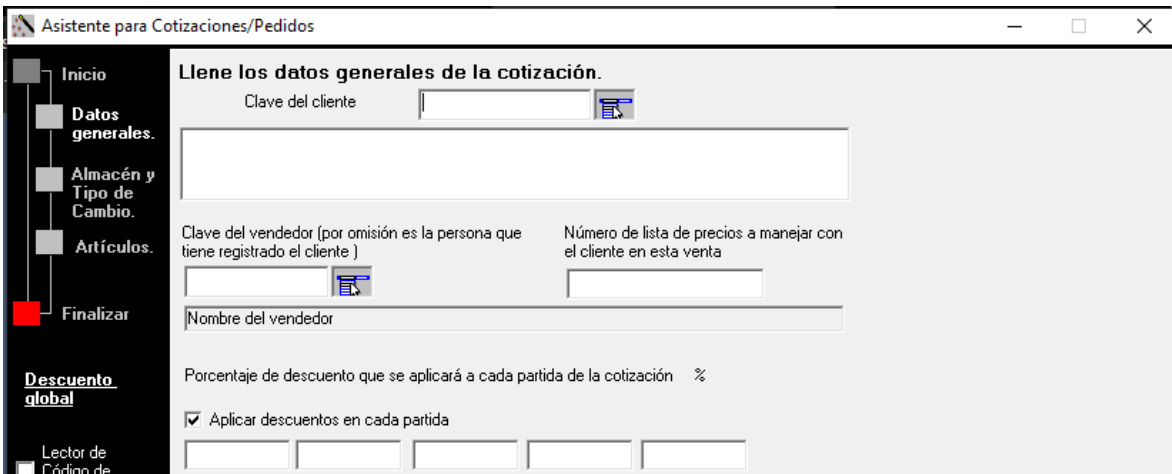 Asistente para Cotizaciones/Pedidos
Inicio
Datos
generales.
Almacén y
Tipo de
Cambio.
Artículos.
Finalizar
Descuento
global
Lector de
Código de
Llene los datos generales de la cotización.
Clave del cliente
Clave del vendedor (por omisión es la persona que
tiene registrado el cliente )
Número de lista de precios a manejar con
el cliente en esta venta
Nombre del vendedor
Porcentaje de descuento que se aplicará a cada partida de la cotización %
Aplicar descuentos en cada partida